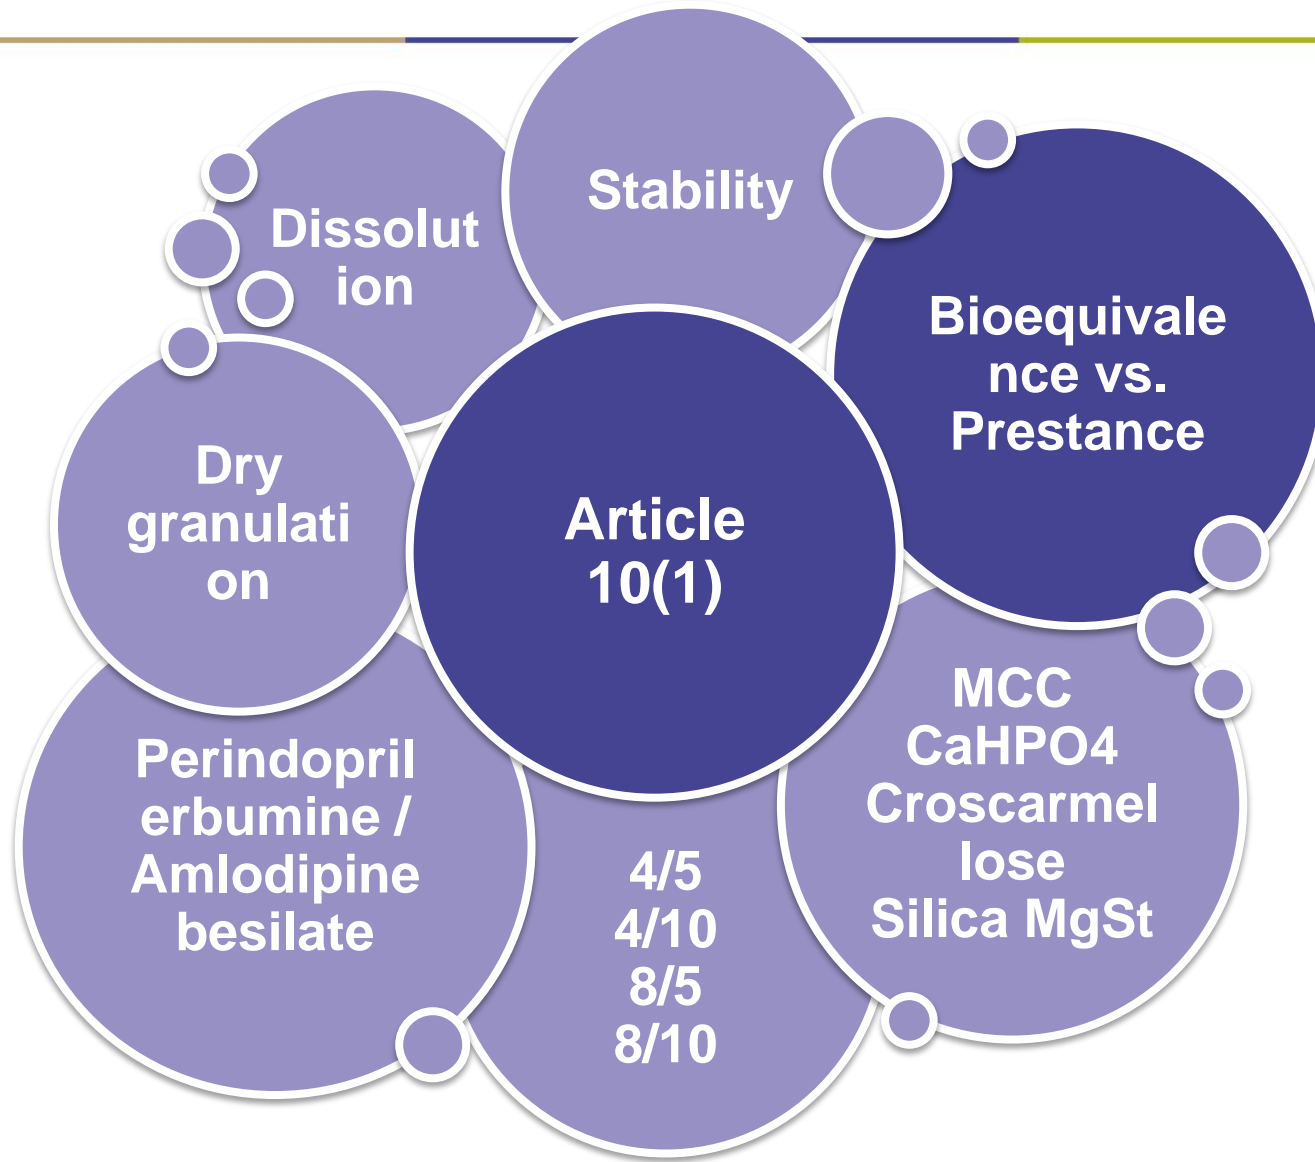 Stability
Dissolut
ion
Bioequivale
nce vs.
Prestance
Dry
granulati
on
Article
10(1)
MCC
CaHPO4
Croscarmel
lose
Silica MgSt
Perindopril
erbumine /
Amlodipine
besilate
4/5
4/10
8/5
8/10